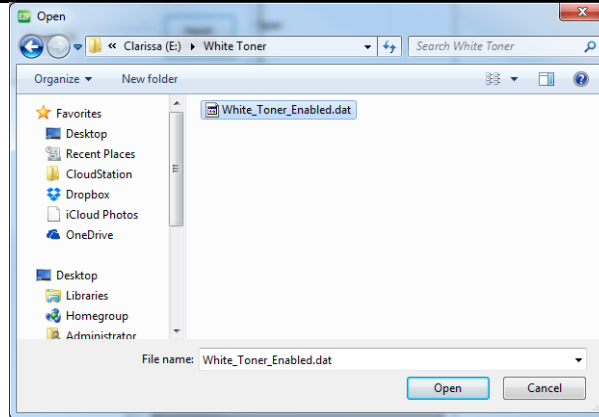 Open
« Clarissa (E:) ▸ White Toner
Search White Toner
Organize
New folder
Favorites
Desktop
Recent Places
CloudStation
Dropbox
iCloud Photos
OneDrive
Desktop
Libraries
Homegroup
Administrator
White_Toner_Enabled.dat
File name: White_Toner_Enabled.dat
Open
Cancel